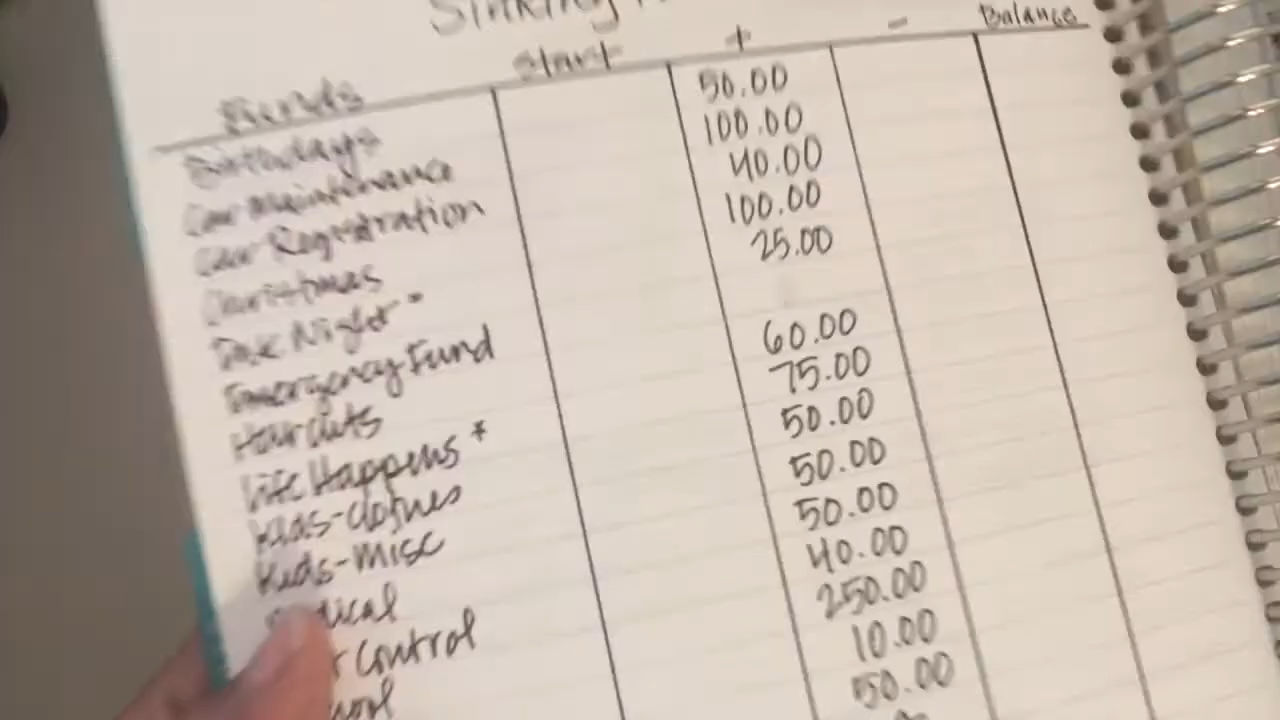 Sinking
Funds Start + - Balance
Birthdays 50.00
Car Maintenance 100.00
Car Registration 40.00
Christmas 100.00
Date Night * 25.00
Emergency Fund
Haircuts 60.00
Life Happens * 75.00
Kids-clothes 50.00
Kids-Misc 50.00
50.00
Control 40.00
250.00
10.00
50.00